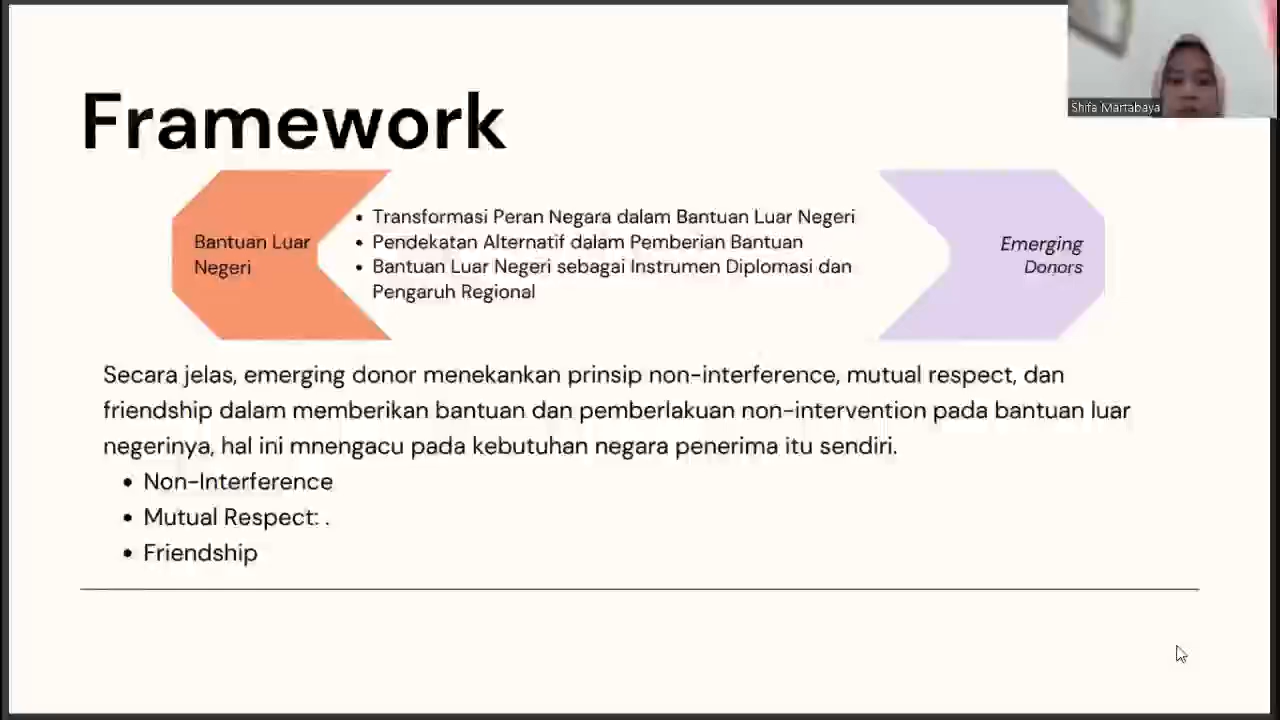 Shifa Martabaya
Framework
Bantuan Luar
Negeri
• Transformasi Peran Negara dalam Bantuan Luar Negeri
• Pendekatan Alternatif dalam Pemberian Bantuan
• Bantuan Luar Negeri sebagai Instrumen Diplomasi dan
Pengaruh Regional
Emerging
Donors
Secara jelas, emerging donor menekankan prinsip non-interference, mutual respect, dan
friendship dalam memberikan bantuan dan pemberlakuan non-intervention pada bantuan luar
negerinya, hal ini mnengacu pada kebutuhan negara penerima itu sendiri.
• Non-Interference
• Mutual Respect: .
• Friendship